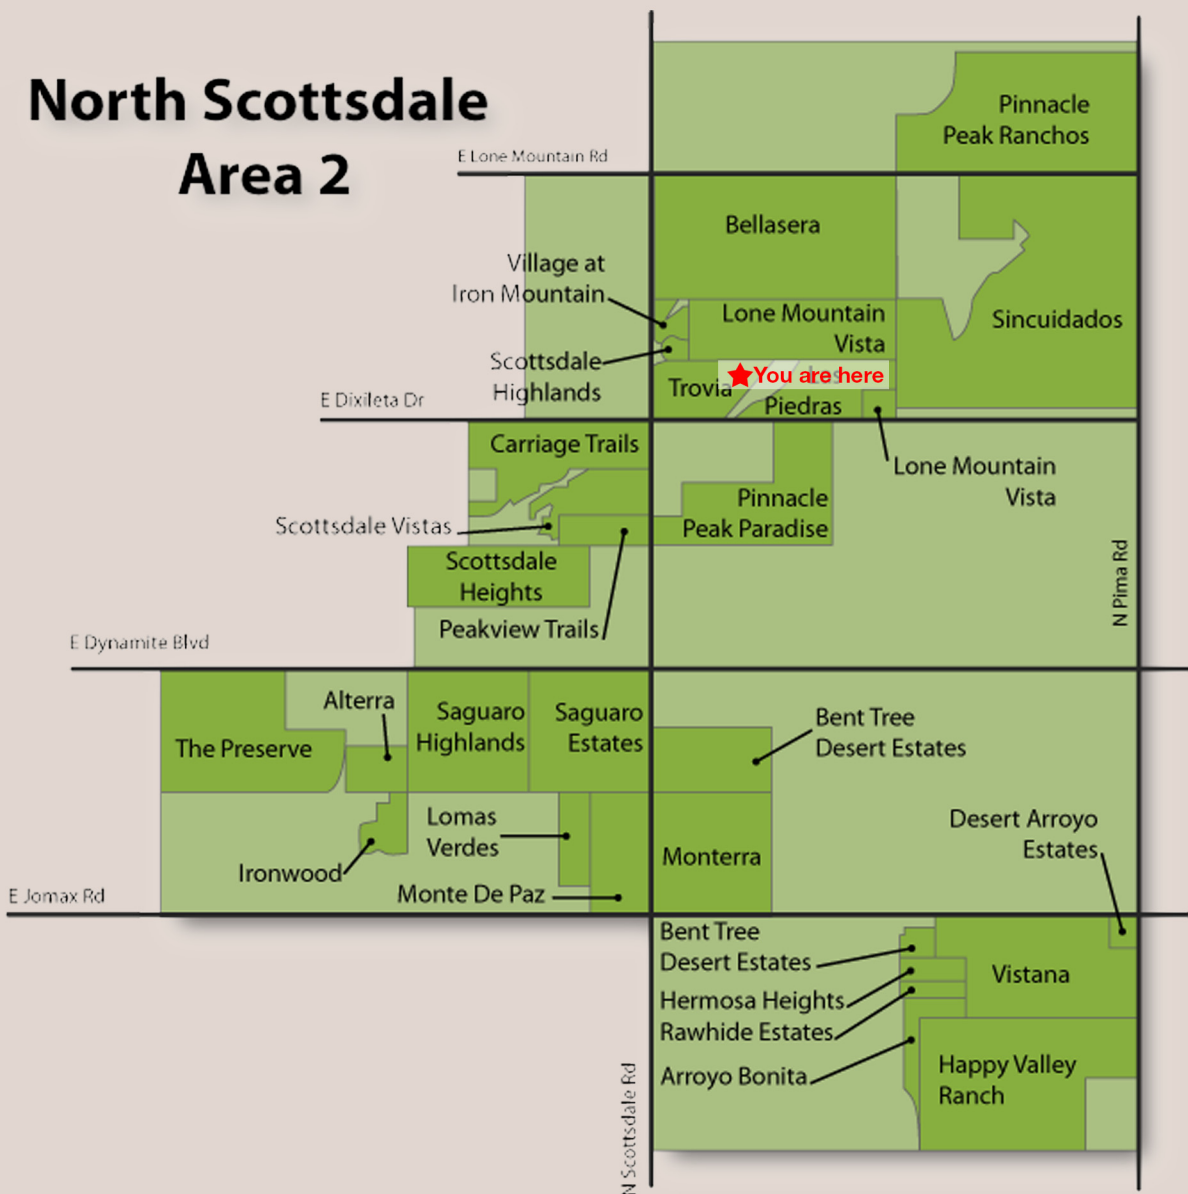 North Scottsdale
Area 2
Pinnacle
Peak Ranchos
E Lone Mountain Rd
Bellasera
Village at
Iron Mountain
Lone Mountain
Vista
Sincuidados
Scottsdale
Highlands
You are here
Trovia
Piedras
E Dixileta Dr
Carriage Trails
Lone Mountain
Vista
Pinnacle
Peak Paradise
Scottsdale Vistas
N Pima Rd
Scottsdale
Heights
Peakview Trails
E Dynamite Blvd
Alterra
Saguaro
Highlands
Saguaro
Estates
Bent Tree
Desert Estates
The Preserve
Lomas
Verdes
Desert Arroyo
Estates
Monterra
Ironwood
Monte De Paz
E Jomax Rd
Bent Tree
Desert Estates
Vistana
Hermosa Heights
Rawhide Estates
Arroyo Bonita
Happy Valley
Ranch
N Scottsdale Rd